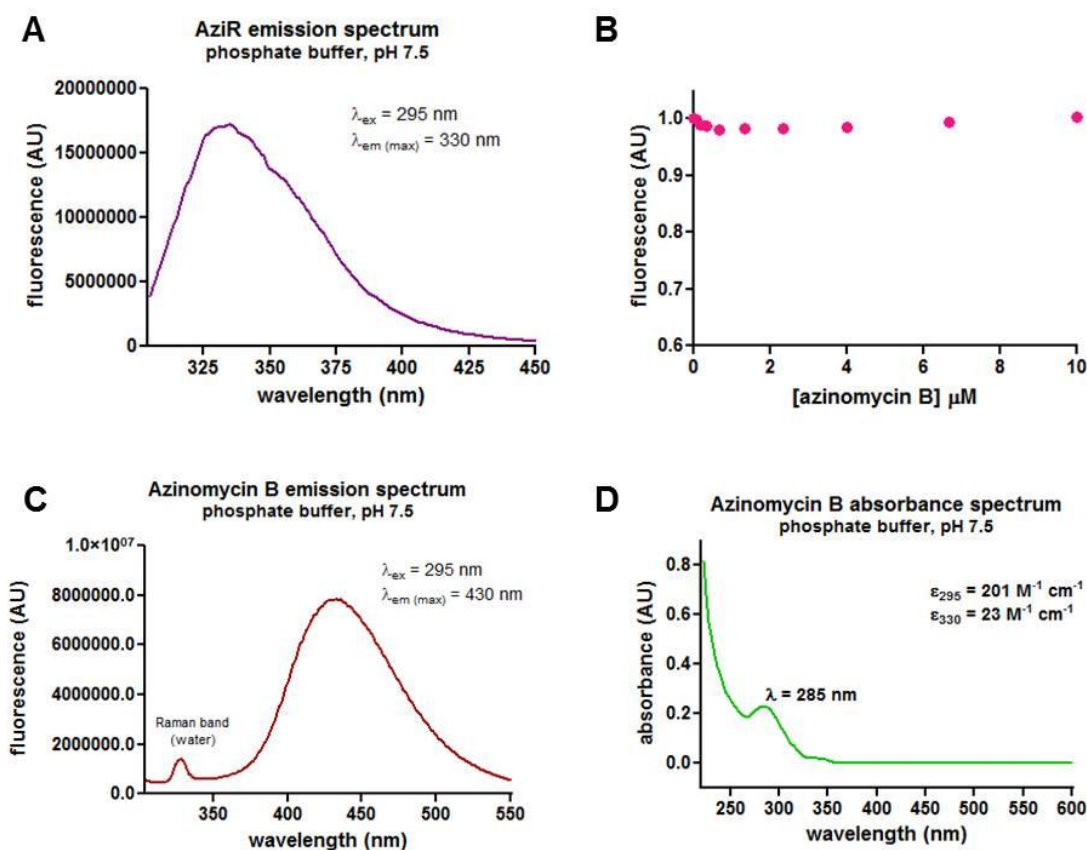 A
AziR emission spectrum
phosphate buffer, pH 7.5
fluorescence (AU)
20000000
15000000
10000000
5000000
0
λex = 295 nm
λem (max) = 330 nm
325 350 375 400 425 450
wavelength (nm)
B
fluorescence (AU)
1.0
0.9
0.8
0.7
0.6
0 2 4 6 8 10
[azinomycin B] µM
C
Azinomycin B emission spectrum
phosphate buffer, pH 7.5
fluorescence (AU)
1.0×10⁰⁷
8000000.0
6000000.0
4000000.0
2000000.0
0.0
λex = 295 nm
λem (max) = 430 nm
Raman band
(water)
350 400 450 500 550
wavelength (nm)
D
Azinomycin B absorbance spectrum
phosphate buffer, pH 7.5
absorbance (AU)
0.8
0.6
0.4
0.2
0.0
ε295 = 201 M⁻¹ cm⁻¹
ε330 = 23 M⁻¹ cm⁻¹
λ = 285 nm
250 300 350 400 450 500 550 600
wavelength (nm)